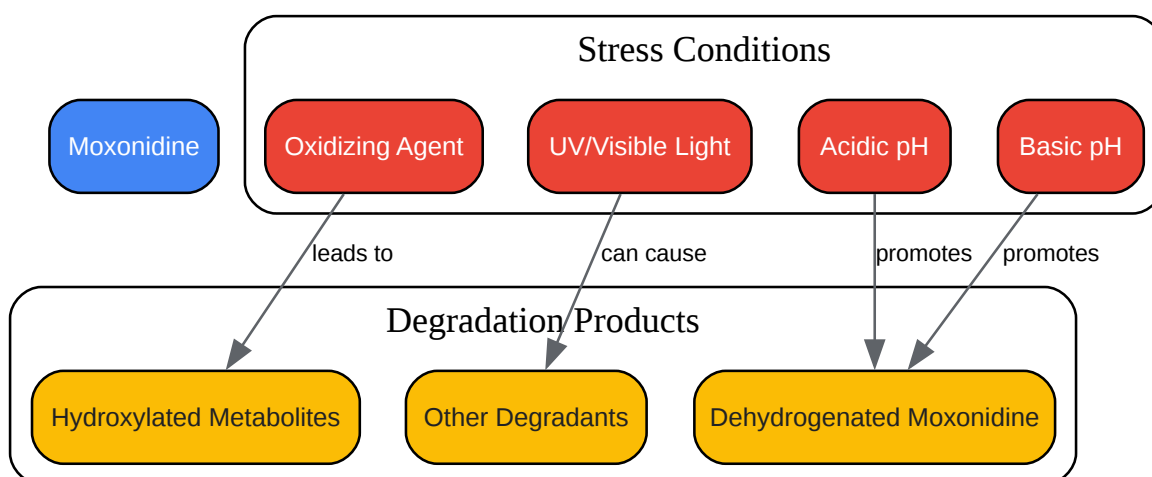 Stress Conditions
Moxonidine
Oxidizing Agent
UV/Visible Light
Acidic pH
Basic pH
leads to
can cause
promotes
promotes
Degradation Products
Hydroxylated Metabolites
Other Degradants
Dehydrogenated Moxonidine